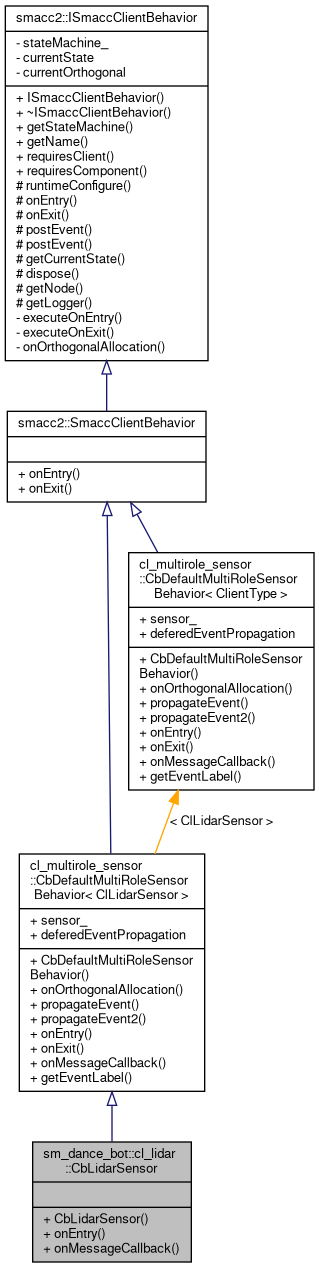 smacc2::ISmaccClientBehavior
- stateMachine_
- currentState
- currentOrthogonal
+ ISmaccClientBehavior()
+ ~ISmaccClientBehavior()
+ getStateMachine()
+ getName()
+ requiresClient()
+ requiresComponent()
# runtimeConfigure()
# onEntry()
# onExit()
# postEvent()
# postEvent()
# getCurrentState()
# dispose()
# getNode()
# getLogger()
- executeOnEntry()
- executeOnExit()
- onOrthogonalAllocation()
smacc2::SmaccClientBehavior
+ onEntry()
+ onExit()
cl_multirole_sensor
::CbDefaultMultiRoleSensor
Behavior< ClientType >
+ sensor_
+ deferedEventPropagation
+ CbDefaultMultiRoleSensor
Behavior()
+ onOrthogonalAllocation()
+ propagateEvent()
+ propagateEvent2()
+ onEntry()
+ onExit()
+ onMessageCallback()
+ getEventLabel()
< ClLidarSensor >
cl_multirole_sensor
::CbDefaultMultiRoleSensor
Behavior< ClLidarSensor >
+ sensor_
+ deferedEventPropagation
+ CbDefaultMultiRoleSensor
Behavior()
+ onOrthogonalAllocation()
+ propagateEvent()
+ propagateEvent2()
+ onEntry()
+ onExit()
+ onMessageCallback()
+ getEventLabel()
sm_dance_bot::cl_lidar
::CbLidarSensor
+ CbLidarSensor()
+ onEntry()
+ onMessageCallback()